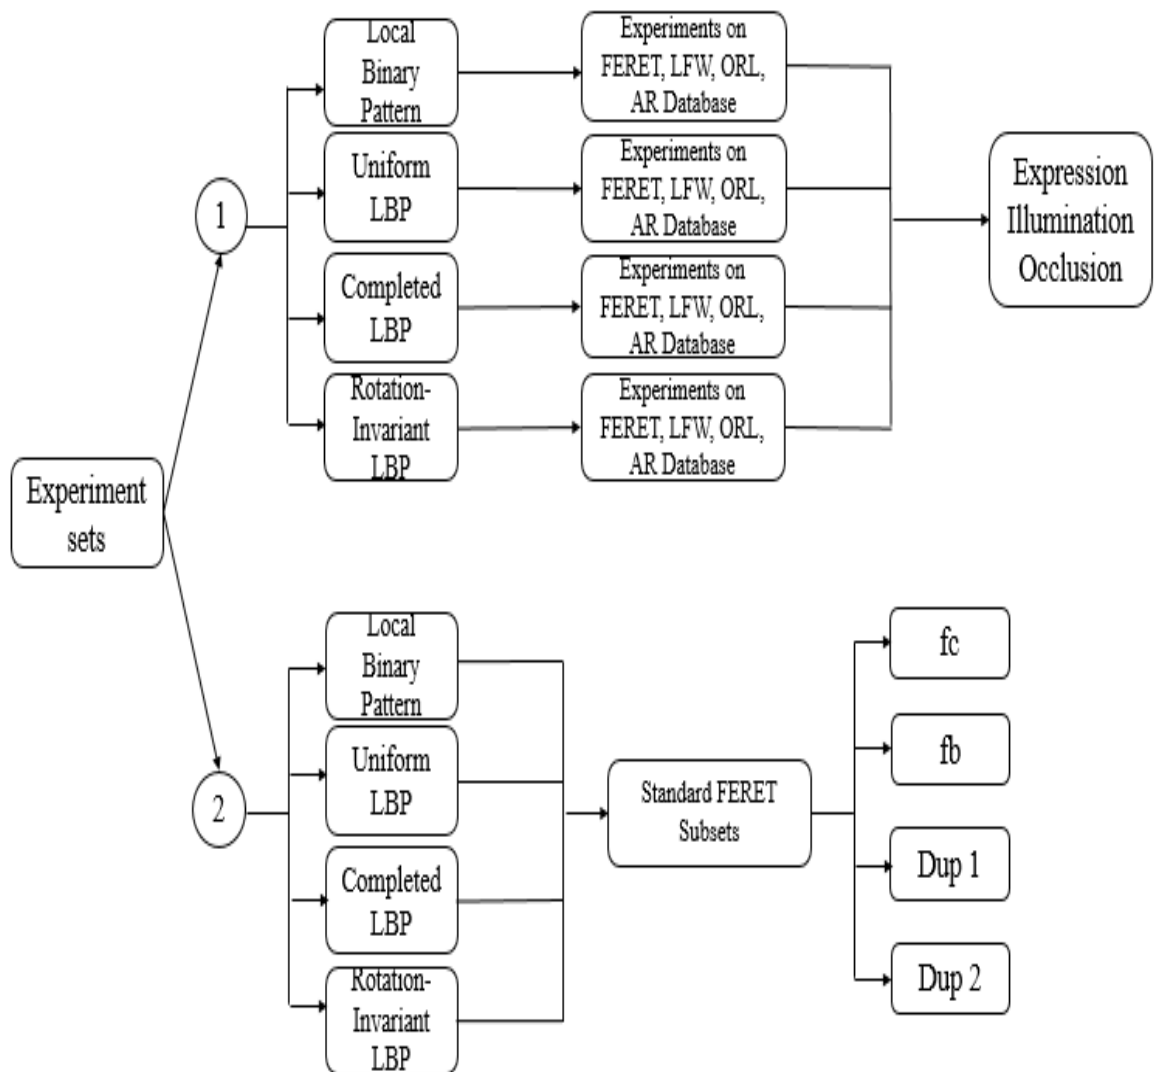 Experiment
sets
1
Local
Binary
Pattern
Experiments on
FERET, LFW, ORL,
AR Database
Uniform
LBP
Experiments on
FERET, LFW, ORL,
AR Database
Completed
LBP
Experiments on
FERET, LFW, ORL,
AR Database
Rotation-
Invariant
LBP
Experiments on
FERET, LFW, ORL,
AR Database
Expression
Illumination
Occlusion
2
Local
Binary
Pattern
Uniform
LBP
Completed
LBP
Rotation-
Invariant
LBP
Standard FERET
Subsets
fc
fb
Dup 1
Dup 2